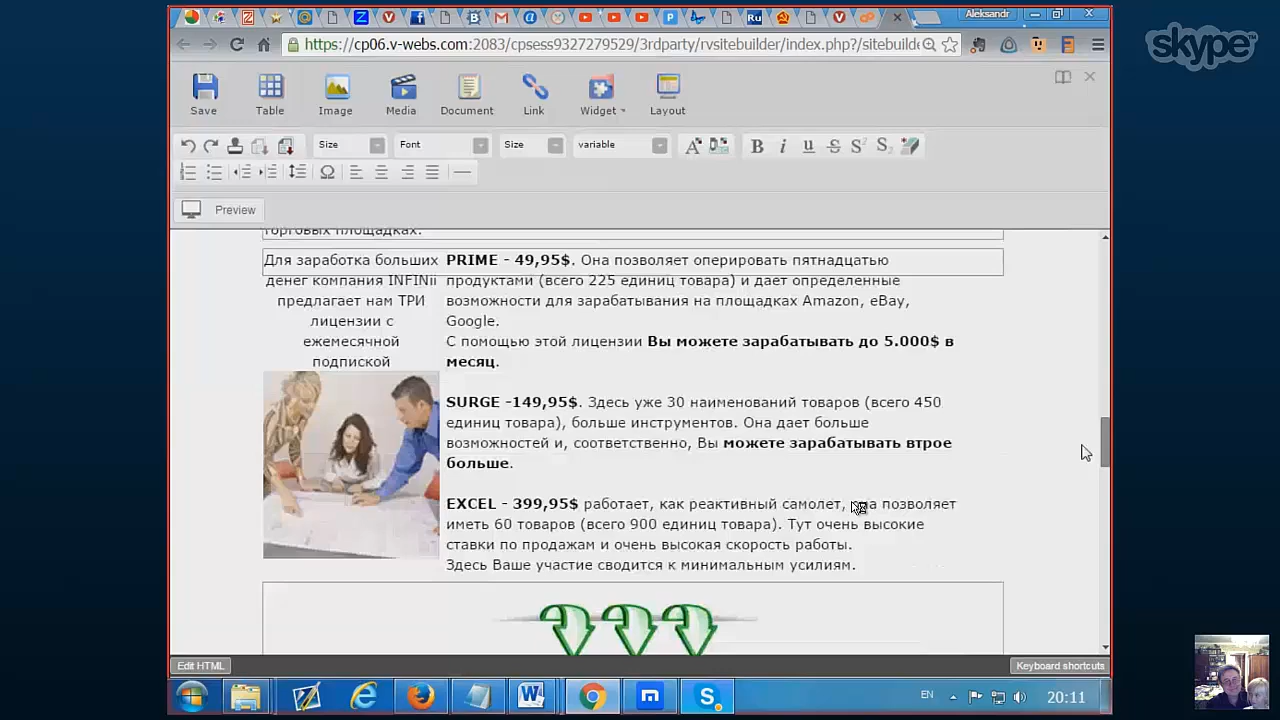 Aleksandr
https://cp06.v-webs.com:2083/cpsess9327279529/3rdparty/rvsitebuilder/index.php?/sitebuilde
skype™
Save
Table
Image
Media
Document
Link
Widget
Layout
Size
Font
Size
variable
Preview
торговых площадках.
Для заработка больших
денег компания INFINii
предлагает нам ТРИ
лицензии с
ежемесячной
подпиской
PRIME - 49,95$. Она позволяет оперировать пятнадцатью
продуктами (всего 225 единиц товара) и дает определенные
возможности для зарабатывания на площадках Amazon, eBay,
Google.
С помощью этой лицензии Вы можете зарабатывать до 5.000$ в
месяц.
SURGE -149,95$. Здесь уже 30 наименований товаров (всего 450
единиц товара), больше инструментов. Она дает больше
возможностей и, соответственно, Вы можете зарабатывать втрое
больше.
EXCEL - 399,95$ работает, как реактивный самолет, она позволяет
иметь 60 товаров (всего 900 единиц товара). Тут очень высокие
ставки по продажам и очень высокая скорость работы.
Здесь Ваше участие сводится к минимальным усилиям.
Edit HTML
Keyboard shortcuts
EN
20:11